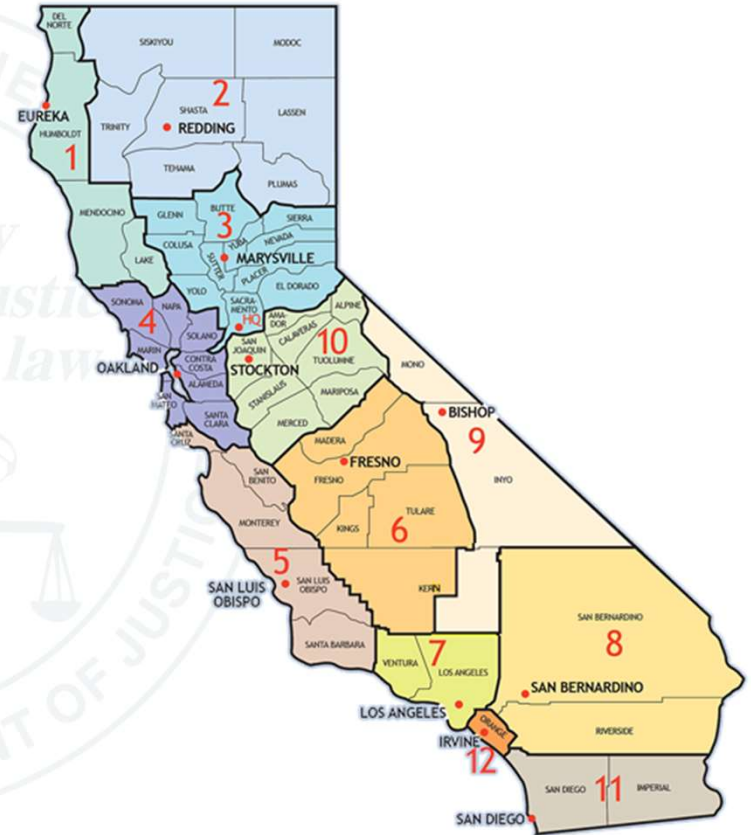 DEL
NORTE
SISKIYOU
MODOC
EUREKA
HUMBOLDT
1
TRINITY
2
SHASTA
REDDING
LASSEN
TEHAMA
PLUMAS
MENDOCINO
LAKE
GLENN
BUTTE
3
SIERRA
COLUSA
YUBA
NEVADA
SUTTER
MARYSVILLE
PLACER
YOLO
EL DORADO
SACRA-
MENTO
HQ
SONOMA
NAPA
4
SOLANO
MARIN
OAKLAND
CONTRA
COSTA
ALAMEDA
SAN
MATEO
SANTA
CLARA
SANTA
CRUZ
ALPINE
AMA-
DOR
CALAVERAS
10
SAN
JOAQUIN
TUOLUMNE
STOCKTON
STANISLAUS
MARIPOSA
MERCED
MONO
BISHOP
9
INYO
MADERA
FRESNO
FRESNO
TULARE
KINGS
6
KERN
SAN
BENITO
MONTEREY
5
SAN LUIS
OBISPO
SAN LUIS
OBISPO
SANTA BARBARA
VENTURA
7
LOS ANGELES
LOS ANGELES
SAN BERNARDINO
8
SAN BERNARDINO
RIVERSIDE
ORANGE
IRVINE
12
SAN DIEGO
11
IMPERIAL
SAN DIEGO
law
NT OF JUSTIC